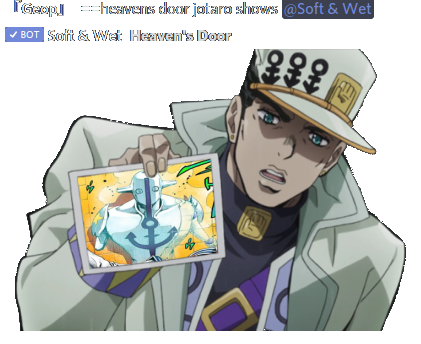 『Geop』 ==heavens door jotaro shows @Soft & Wet
✓ BOT Soft & Wet Heaven's Door